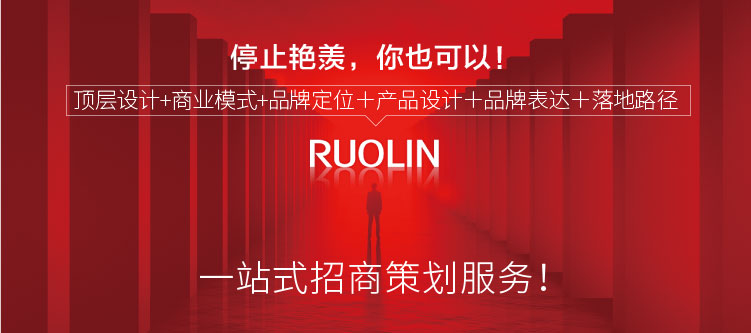 停止艳羡，你也可以！
顶层设计+商业模式+品牌定位＋产品设计＋品牌表达＋落地路径
RUOLIN
一站式招商策划服务！